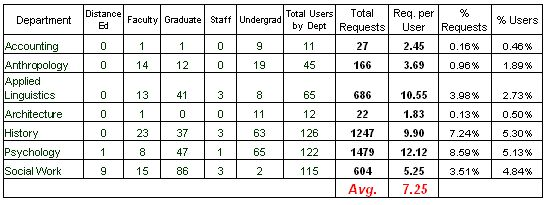 Department Distance Ed Faculty Graduate Staff Undergrad Total Users by Dept Total Requests Req. per User % Requests % Users
Accounting 0 1 1 0 9 11 27 2.45 0.16% 0.46%
Anthropology 0 14 12 0 19 45 166 3.69 0.96% 1.89%
Applied Linguistics 0 13 41 3 8 65 686 10.55 3.98% 2.73%
Architecture 0 1 0 0 11 12 22 1.83 0.13% 0.50%
History 0 23 37 3 63 126 1247 9.90 7.24% 5.30%
Psychology 1 8 47 1 65 122 1479 12.12 8.59% 5.13%
Social Work 9 15 86 3 2 115 604 5.25 3.51% 4.84%
Avg. 7.25